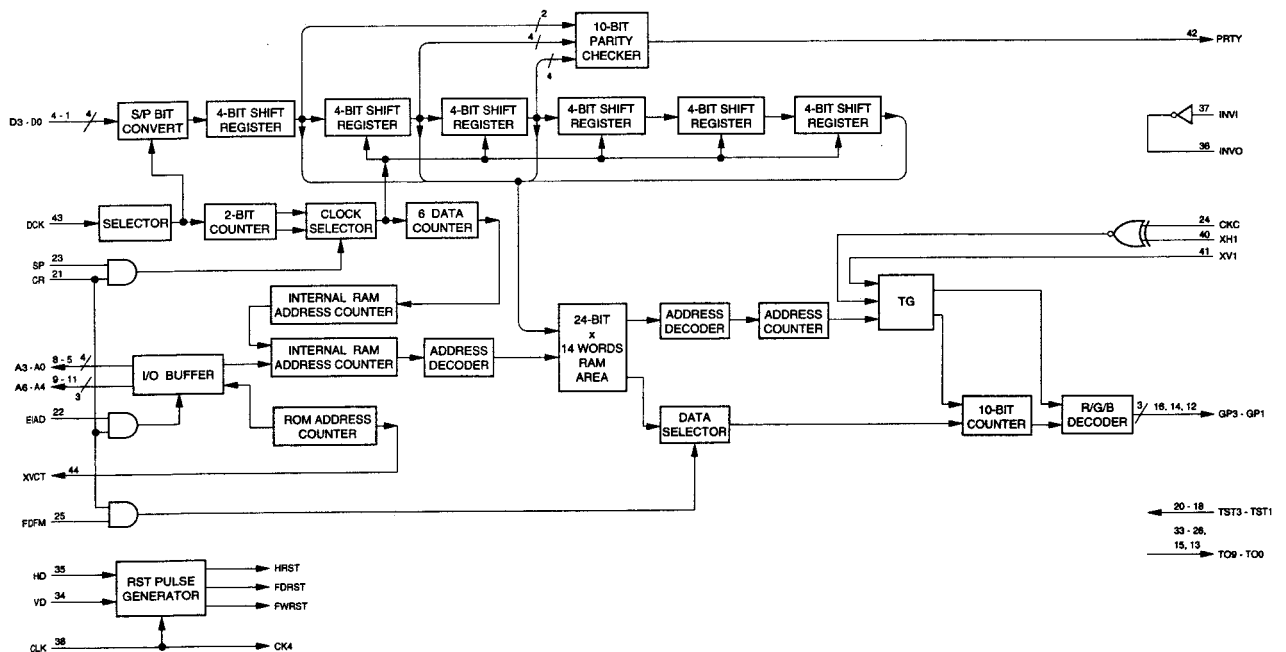 2
10-BIT
PARITY
CHECKER
4
4
42 PRTY
D3 - D0 4 - 1 4
S/P BIT
CONVERT
4-BIT SHIFT
REGISTER
4-BIT SHIFT
REGISTER
4-BIT SHIFT
REGISTER
4-BIT SHIFT
REGISTER
4-BIT SHIFT
REGISTER
4-BIT SHIFT
REGISTER
37 INVI
36 INVO
DCK 43
SELECTOR
2-BIT
COUNTER
CLOCK
SELECTOR
6 DATA
COUNTER
24 CKC
40 XH1
41 XV1
SP 23
CR 21
INTERNAL RAM
ADDRESS COUNTER
INTERNAL RAM
ADDRESS COUNTER
ADDRESS
DECODER
24-BIT
x
14 WORDS
RAM
AREA
ADDRESS
DECODER
ADDRESS
COUNTER
TG
A3 - A0 8 - 5 4
A6 - A4 9 - 11
3
I/O BUFFER
EIAD 22
ROM ADDRESS
COUNTER
DATA
SELECTOR
10-BIT
COUNTER
R/G/B
DECODER
3 16, 14, 12 GP3 - GP1
XVCT 44
FDFM 25
20 - 18 TST3 - TST1
33 - 26,
15, 13 TO9 - TO0
HD 35
VD 34
RST PULSE
GENERATOR
HRST
FDRST
FWRST
CLK 38
CK4